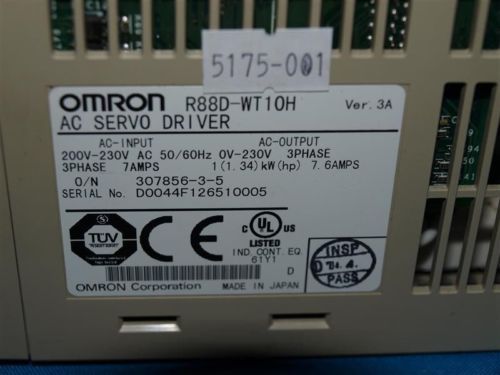 5175-001
OMRON R88D-WT10H Ver. 3A
AC SERVO DRIVER
AC-INPUT AC-OUTPUT
200V-230V AC 50/60Hz 0V-230V 3PHASE
3PHASE 7AMPS 1(1.34)kW(hp) 7.6AMPS
O/N 307856-3-5
SERIAL No. D0044F126510005
TÜV
CE
C UL US
LISTED
IND. CONT. EQ.
61Y1
D
INSP
PASS
OMRON Corporation MADE IN JAPAN